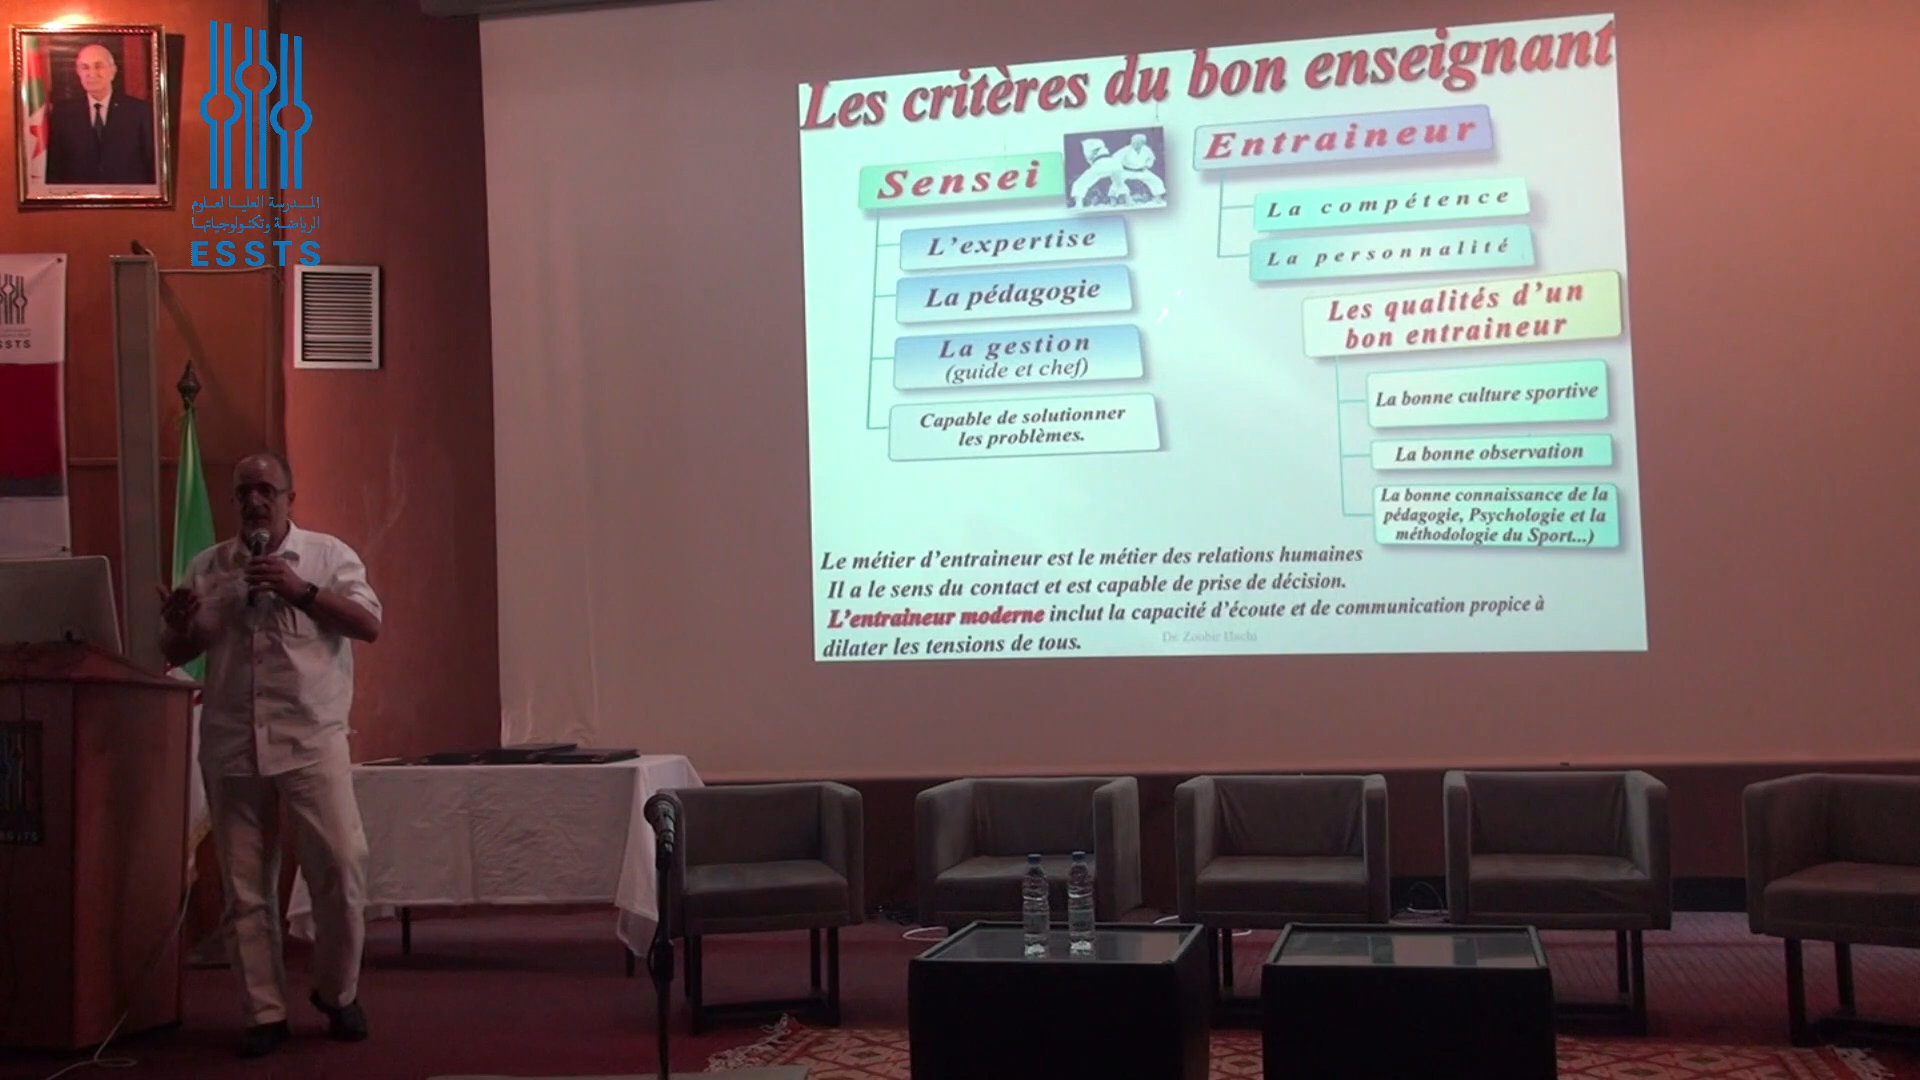 المدرسة العليا لعلوم
الرياضة وتكنولوجياتها
ESSTS
Les critères du bon enseignant
Sensei
L'expertise
La pédagogie
La gestion
(guide et chef)
Capable de solutionner
les problèmes.
Entraineur
La compétence
La personnalité
Les qualités d'un
bon entraineur
La bonne culture sportive
La bonne observation
La bonne connaissance de la
pédagogie, Psychologie et la
méthodologie du Sport...)
Le métier d'entraineur est le métier des relations humaines
Il a le sens du contact et est capable de prise de décision.
L'entraineur moderne inclut la capacité d'écoute et de communication propice à
dilater les tensions de tous.
Dr. Zoubir